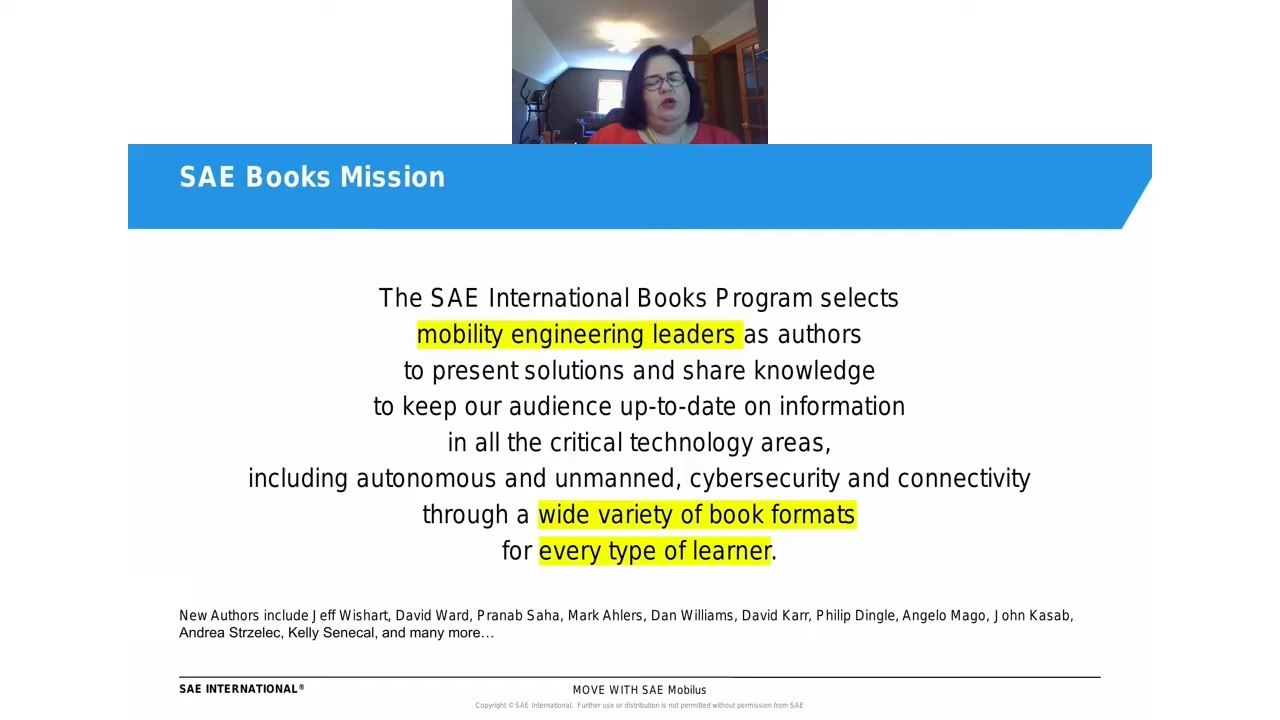 SAE Books Mission
The SAE International Books Program selects
mobility engineering leaders as authors
to present solutions and share knowledge
to keep our audience up-to-date on information
in all the critical technology areas,
including autonomous and unmanned, cybersecurity and connectivity
through a wide variety of book formats
for every type of learner.
New Authors include Jeff Wishart, David Ward, Pranab Saha, Mark Ahlers, Dan Williams, David Karr, Philip Dingle, Angelo Mago, John Kasab,
Andrea Strzelec, Kelly Senecal, and many more…
SAE INTERNATIONAL® MOVE WITH SAE Mobilus
Copyright © SAE International. Further use or distribution is not permitted without permission from SAE